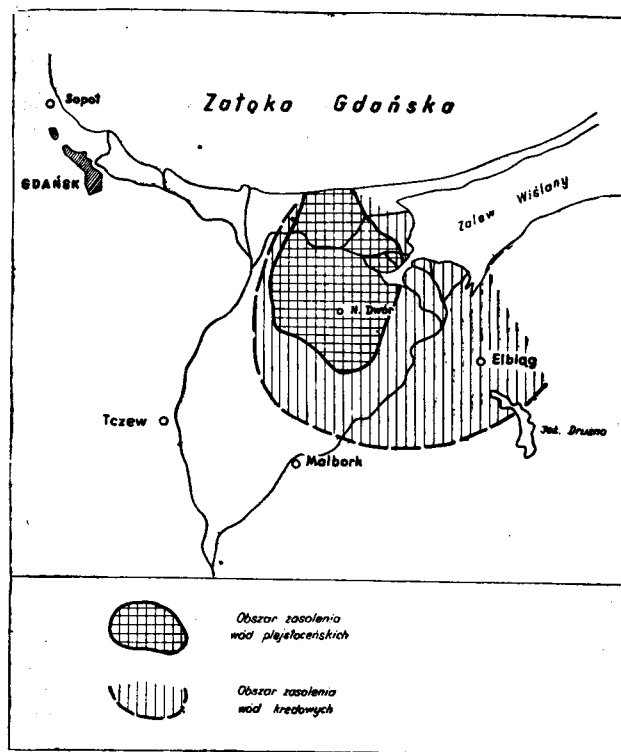 Sopot
Zatoka Gdańska
GDAŃSK
Zalew Wiślany
N. Dwór
Elbląg
Tczew
Jez. Druzno
Malbork
Obszar zasolenia
wód plejstoceńskich
Obszar zasolenia
wód kredowych